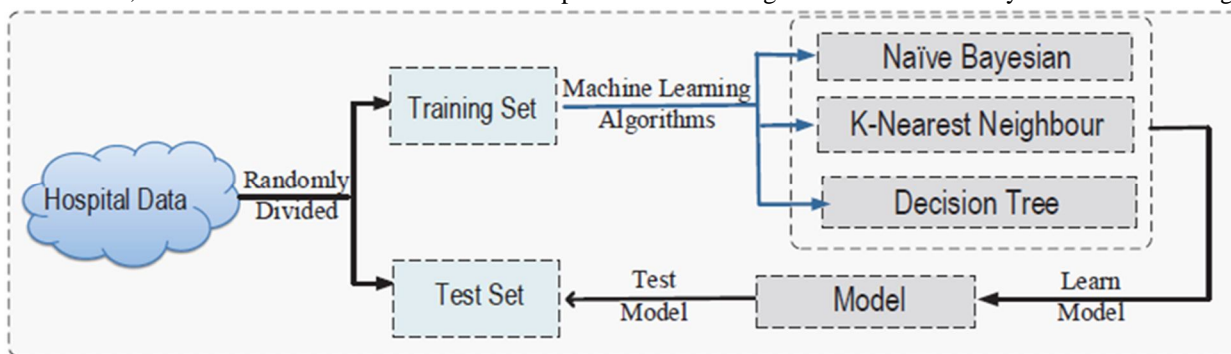 Hospital Data
Randomly
Divided
Training Set
Machine Learning
Algorithms
Naïve Bayesian
K-Nearest Neighbour
Decision Tree
Learn
Model
Model
Test
Model
Test Set